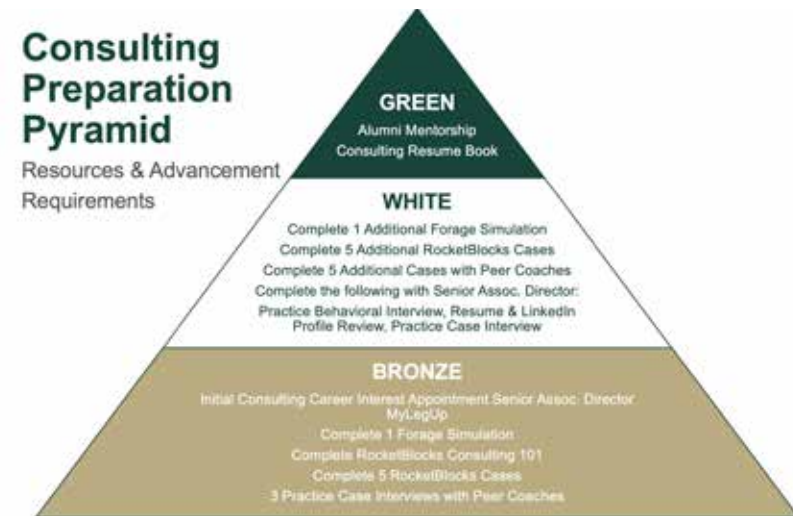 Consulting
Preparation
Pyramid
Resources & Advancement
Requirements
GREEN
Alumni Mentorship
Consulting Resume Book
WHITE
Complete 1 Additional Forage Simulation
Complete 5 Additional RocketBlocks Cases
Complete 5 Additional Cases with Peer Coaches
Complete the following with Senior Assoc. Director:
Practice Behavioral Interview, Resume & LinkedIn
Profile Review, Practice Case Interview
BRONZE
Initial Consulting Career Interest Appointment Senior Assoc. Director
MyLegUp
Complete 1 Forage Simulation
Complete RocketBlocks Consulting 101
Complete 5 RocketBlocks Cases
3 Practice Case Interviews with Peer Coaches